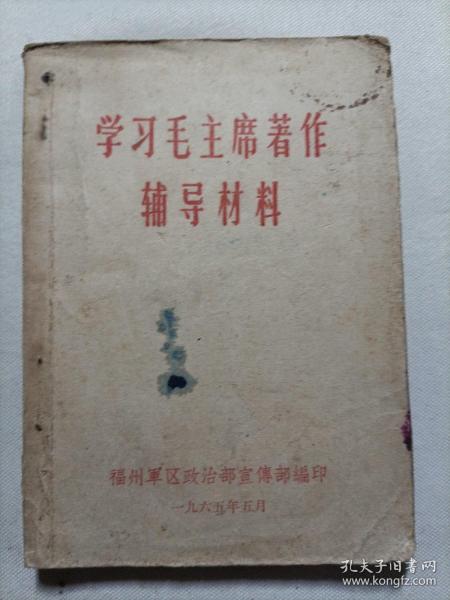 学习毛主席著作
辅导材料
福州軍区政治部宣傳部編印
一九六五年五月
孔夫子旧书网
www.kongfz.com